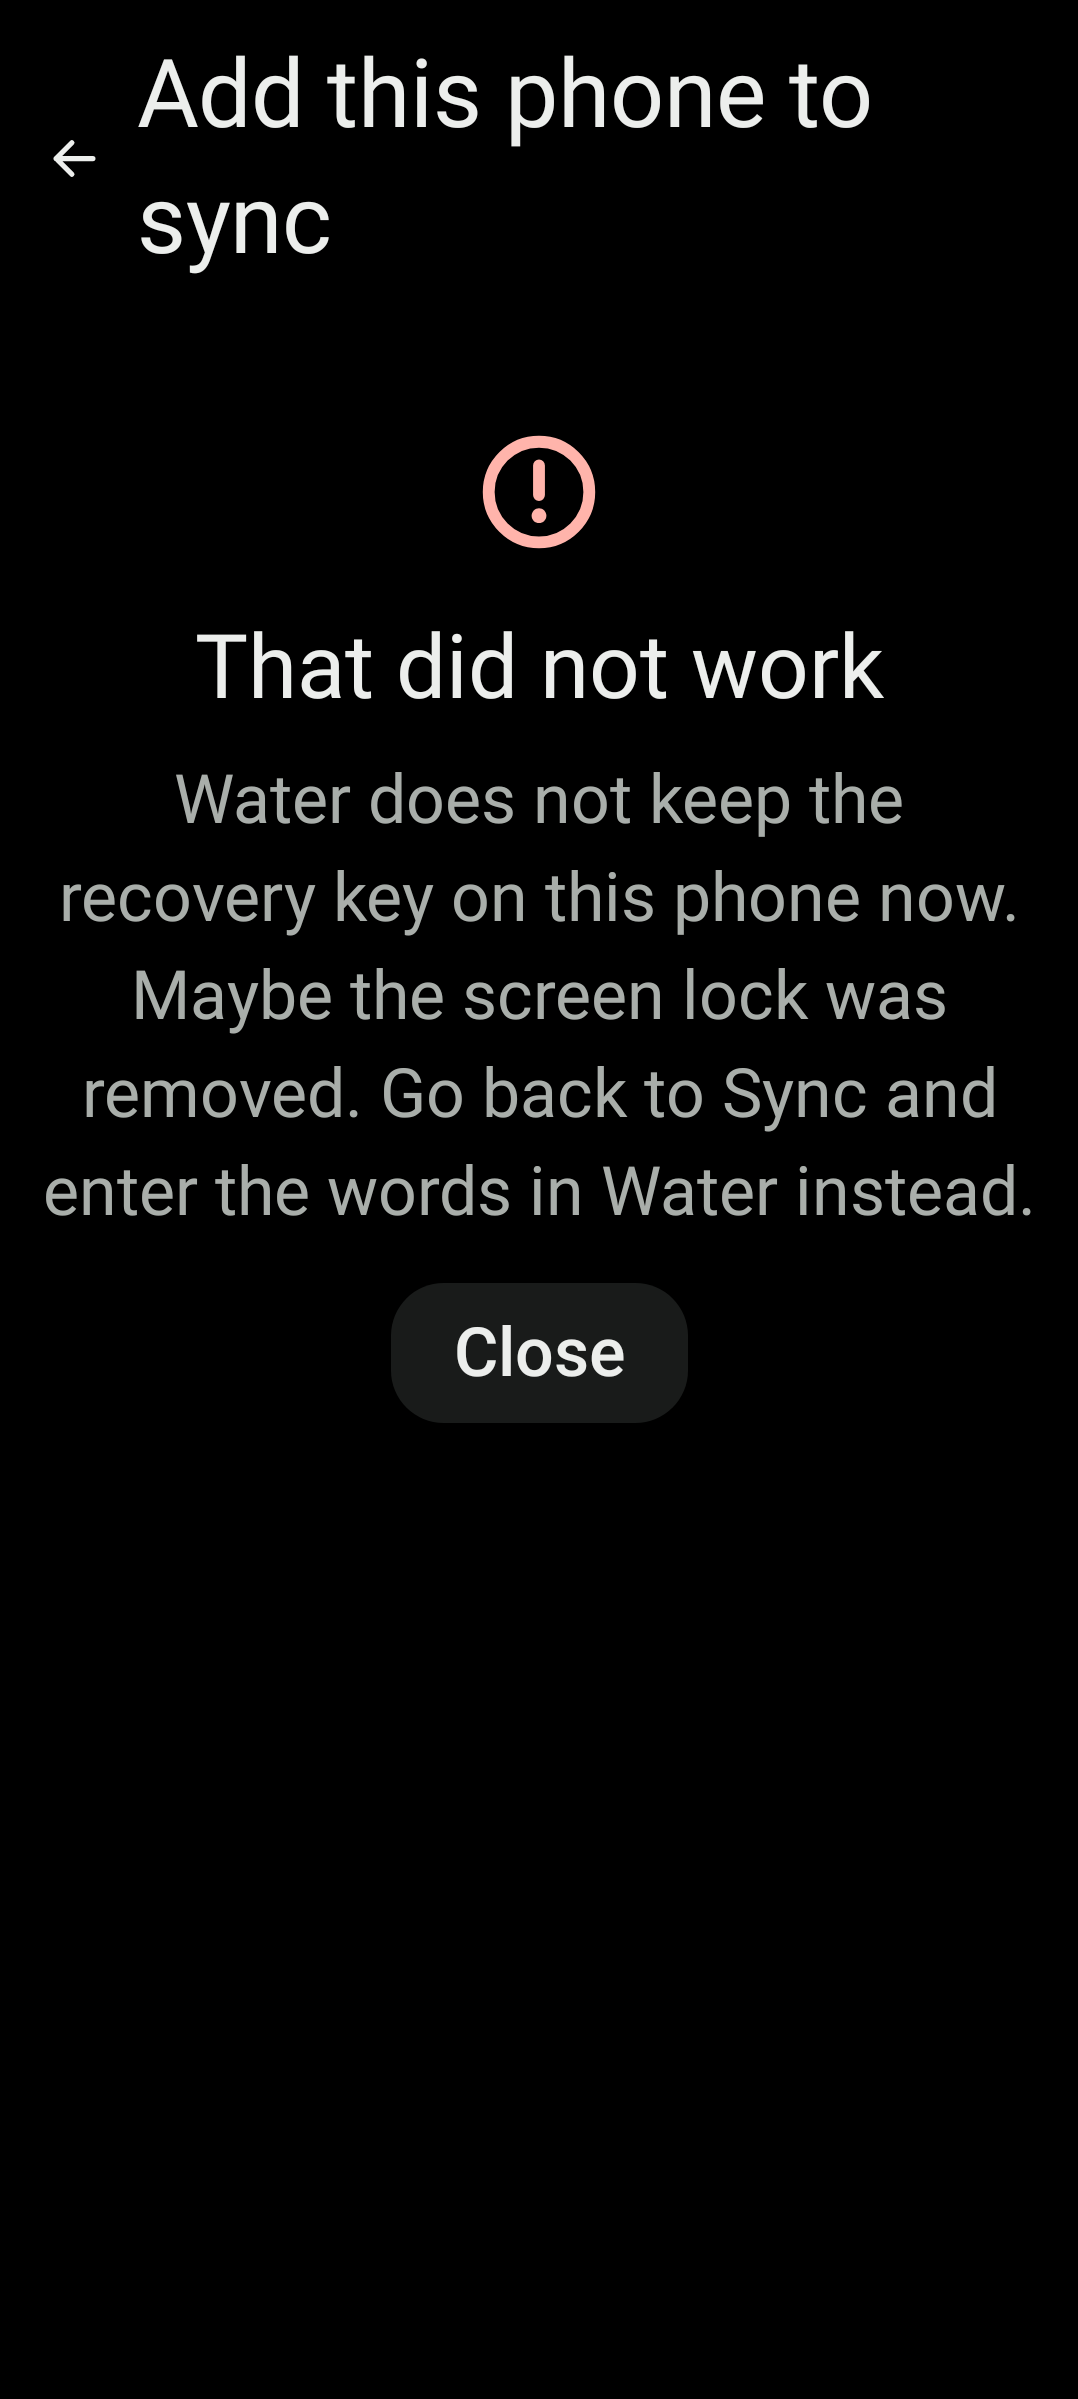 Add this phone to
sync
That did not work
Water does not keep the
recovery key on this phone now.
Maybe the screen lock was
removed. Go back to Sync and
enter the words in Water instead.
Close